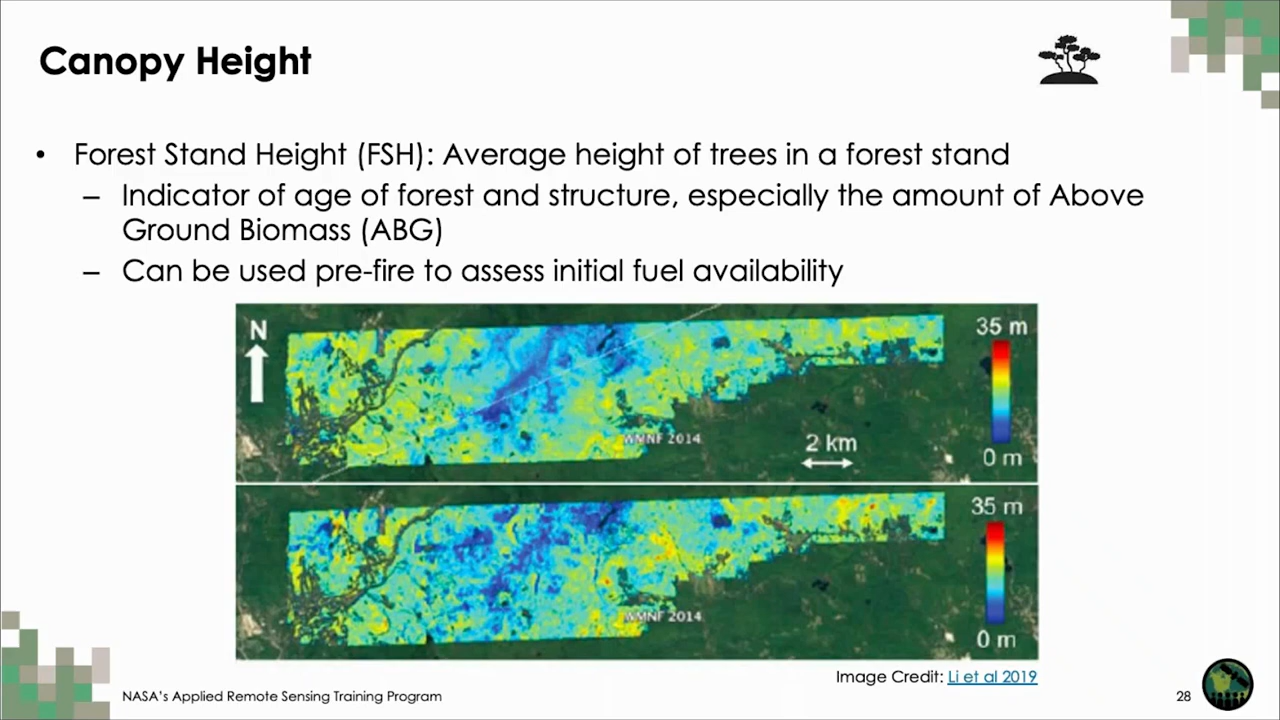 Canopy Height
• Forest Stand Height (FSH): Average height of trees in a forest stand
– Indicator of age of forest and structure, especially the amount of Above
Ground Biomass (ABG)
– Can be used pre-fire to assess initial fuel availability
N
35 m
WMNF 2014
2 km
0 m
35 m
WMNF 2014
0 m
Image Credit: Li et al 2019
NASA's Applied Remote Sensing Training Program
28